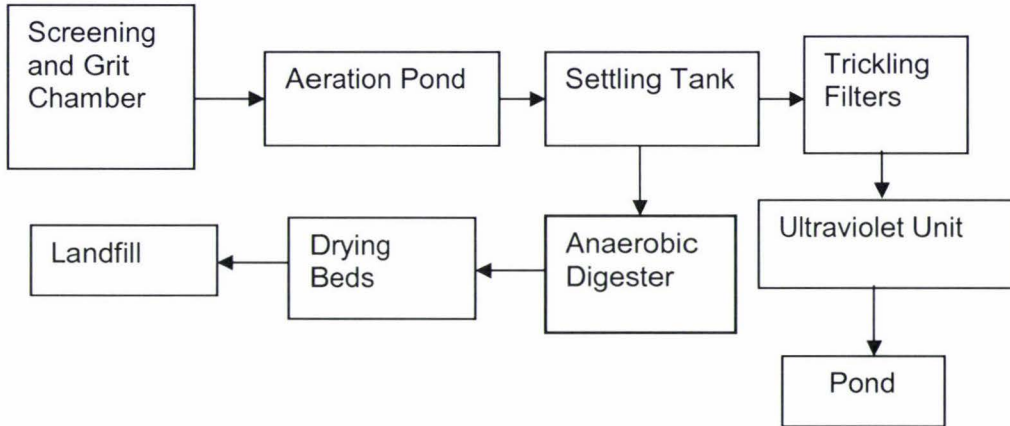 Screening
and Grit
Chamber
Aeration Pond
Settling Tank
Trickling
Filters
Landfill
Drying
Beds
Anaerobic
Digester
Ultraviolet Unit
Pond